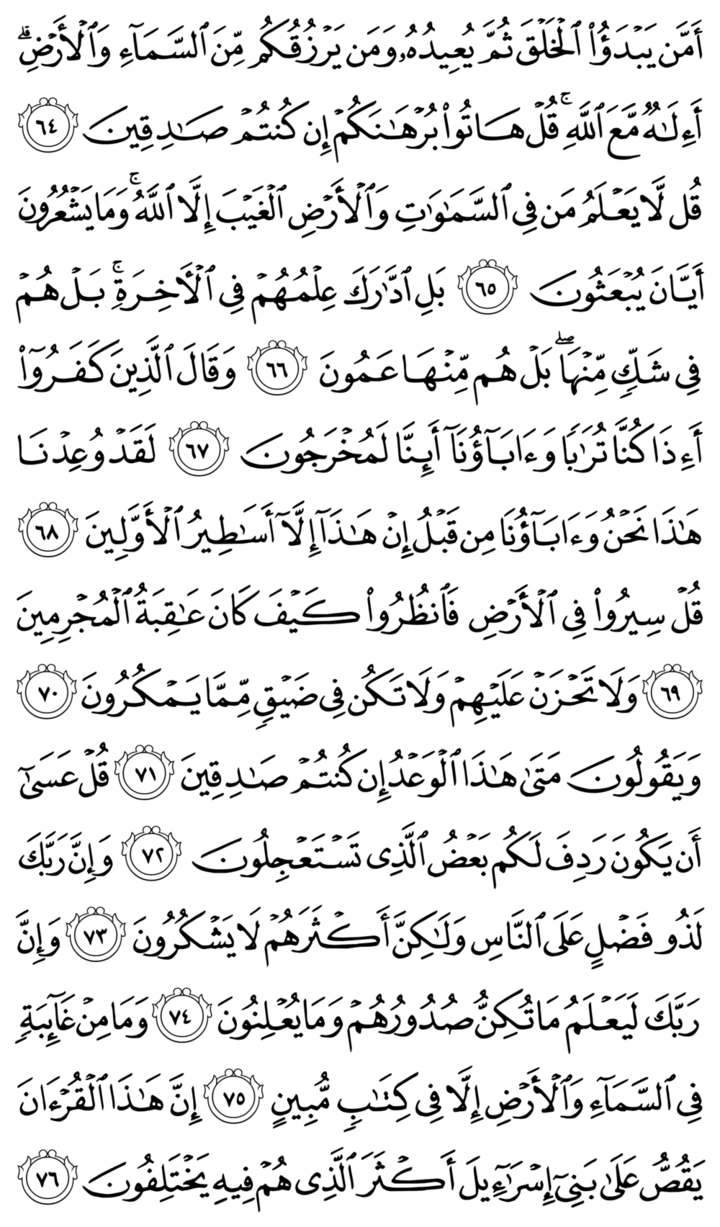 أَمَّن يَبْدَؤُا۟ ٱلْخَلْقَ ثُمَّ يُعِيدُهُۥ وَمَن يَرْزُقُكُم مِّنَ ٱلسَّمَآءِ وَٱلْأَرْضِ ۗ
أَءِلَـٰهٌ مَّعَ ٱللَّهِ ۚ قُلْ هَاتُوا۟ بُرْهَـٰنَكُمْ إِن كُنتُمْ صَـٰدِقِينَ ٦٤
قُل لَّا يَعْلَمُ مَن فِى ٱلسَّمَـٰوَٰتِ وَٱلْأَرْضِ ٱلْغَيْبَ إِلَّا ٱللَّهُ ۚ وَمَا يَشْعُرُونَ
أَيَّانَ يُبْعَثُونَ ٦٥ بَلِ ٱدَّٰرَكَ عِلْمُهُمْ فِى ٱلْـَٔاخِرَةِ ۚ بَلْ هُمْ
فِى شَكٍّ مِّنْهَا ۖ بَلْ هُم مِّنْهَا عَمُونَ ٦٦ وَقَالَ ٱلَّذِينَ كَفَرُوٓا۟
أَءِذَا كُنَّا تُرَٰبًا وَءَابَآؤُنَآ أَئِنَّا لَمُخْرَجُونَ ٦٧ لَقَدْ وُعِدْنَا
هَـٰذَا نَحْنُ وَءَابَآؤُنَا مِن قَبْلُ إِنْ هَـٰذَآ إِلَّآ أَسَـٰطِيرُ ٱلْأَوَّلِينَ ٦٨
قُلْ سِيرُوا۟ فِى ٱلْأَرْضِ فَٱنظُرُوا۟ كَيْفَ كَانَ عَـٰقِبَةُ ٱلْمُجْرِمِينَ
٦٩ وَلَا تَحْزَنْ عَلَيْهِمْ وَلَا تَكُن فِى ضَيْقٍ مِّمَّا يَمْكُرُونَ ٧٠
وَيَقُولُونَ مَتَىٰ هَـٰذَا ٱلْوَعْدُ إِن كُنتُمْ صَـٰدِقِينَ ٧١ قُلْ عَسَىٰٓ
أَن يَكُونَ رَدِفَ لَكُم بَعْضُ ٱلَّذِى تَسْتَعْجِلُونَ ٧٢ وَإِنَّ رَبَّكَ
لَذُو فَضْلٍ عَلَى ٱلنَّاسِ وَلَـٰكِنَّ أَكْثَرَهُمْ لَا يَشْكُرُونَ ٧٣ وَإِنَّ
رَبَّكَ لَيَعْلَمُ مَا تُكِنُّ صُدُورُهُمْ وَمَا يُعْلِنُونَ ٧٤ وَمَا مِنْ غَآئِبَةٍ
فِى ٱلسَّمَآءِ وَٱلْأَرْضِ إِلَّا فِى كِتَـٰبٍ مُّبِينٍ ٧٥ إِنَّ هَـٰذَا ٱلْقُرْءَانَ
يَقُصُّ عَلَىٰ بَنِىٓ إِسْرَٰٓءِيلَ أَكْثَرَ ٱلَّذِى هُمْ فِيهِ يَخْتَلِفُونَ ٧٦